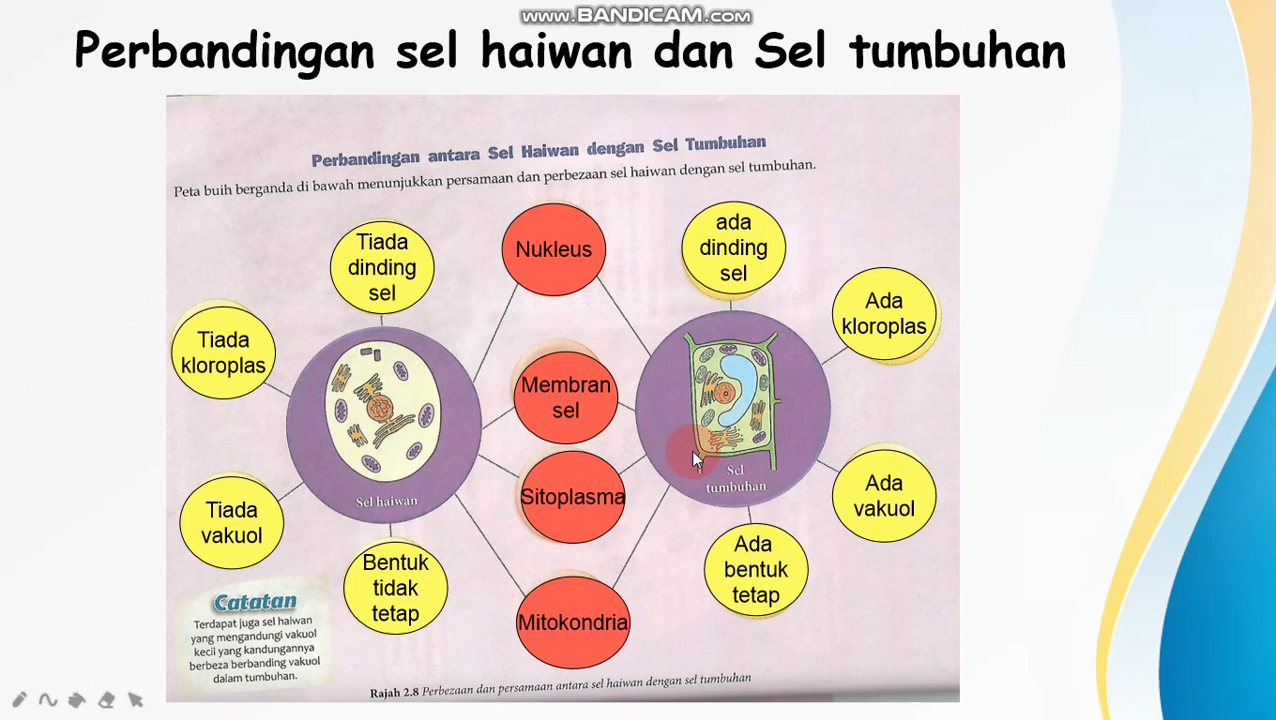 www.BANDICAM.com
Perbandingan sel haiwan dan Sel tumbuhan
Perbandingan antara Sel Haiwan dengan Sel Tumbuhan
Peta buih berganda di bawah menunjukkan persamaan dan perbezaan sel haiwan dengan sel tumbuhan.
Tiada
dinding
sel
Nukleus
ada
dinding
sel
Tiada
kloroplas
Ada
kloroplas
Membran
sel
Sel haiwan
Sel
tumbuhan
Sitoplasma
Tiada
vakuol
Ada
vakuol
Bentuk
tidak
tetap
Ada
bentuk
tetap
Mitokondria
Catatan
Terdapat juga sel haiwan
yang mengandungi vakuol
kecil yang kandungannya
berbeza berbanding vakuol
dalam tumbuhan.
Rajah 2.8 Perbezaan dan persamaan antara sel haiwan dengan sel tumbuhan